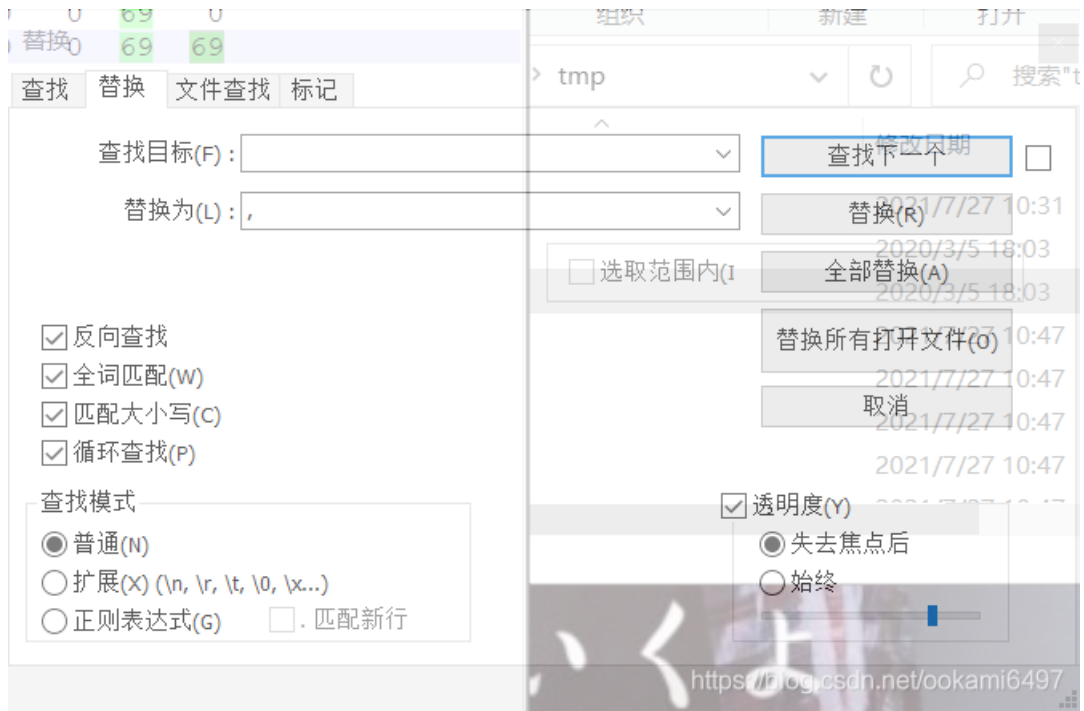 0 69 0
组织 新建 打开
替换 0 69 69
查找 替换 文件查找 标记
tmp
搜索"t
查找目标(F) :
查找下一个
修改日期
替换为(L) : ,
替换(R)
2021/7/27 10:31
2020/3/5 18:03
选取范围内(I
全部替换(A)
2020/3/5 18:03
反向查找
替换所有打开文件(O)
2021/7/27 10:47
全词匹配(W)
2021/7/27 10:47
取消
匹配大小写(C)
2021/7/27 10:47
循环查找(P)
2021/7/27 10:47
查找模式
透明度(Y)
普通(N)
失去焦点后
扩展(X) (\n, \r, \t, \0, \x...)
始终
正则表达式(G)
. 匹配新行
いくよ
https://blog.csdn.net/ookami6497